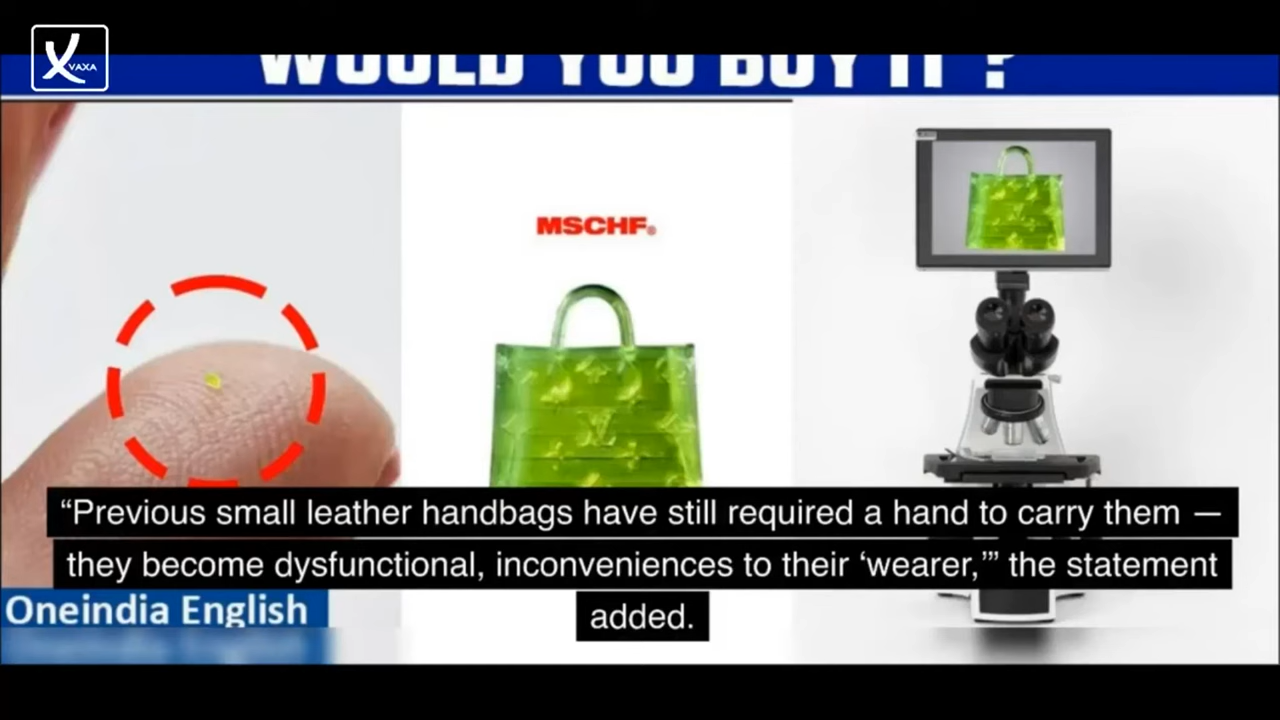 WOULD YOU BUY IT ?
X
VAXA
MSCHF®
“Previous small leather handbags have still required a hand to carry them —
they become dysfunctional, inconveniences to their ‘wearer,’” the statement
added.
Oneindia English